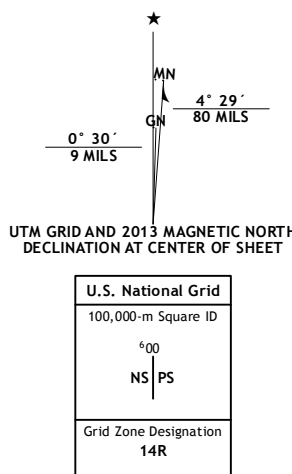 ★
MN
4° 29´
80 MILS
GN
0° 30´
9 MILS
UTM GRID AND 2013 MAGNETIC NORTH
DECLINATION AT CENTER OF SHEET
U.S. National Grid
100,000-m Square ID
⁶00
NS PS
Grid Zone Designation
14R